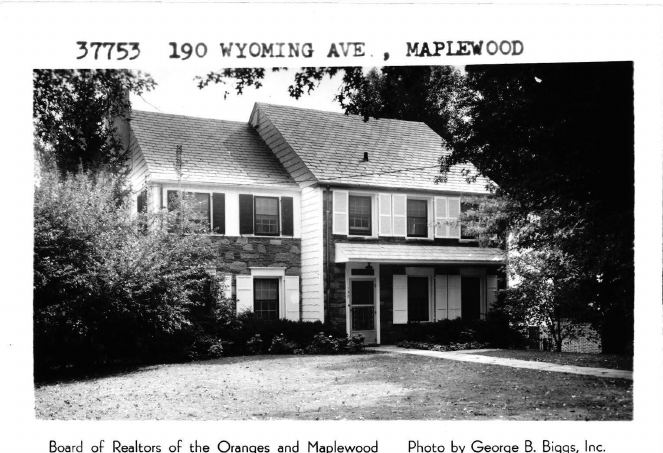 37753 190 WYOMING AVE., MAPLEWOOD
Board of Realtors of the Oranges and Maplewood Photo by George B. Biggs, Inc.